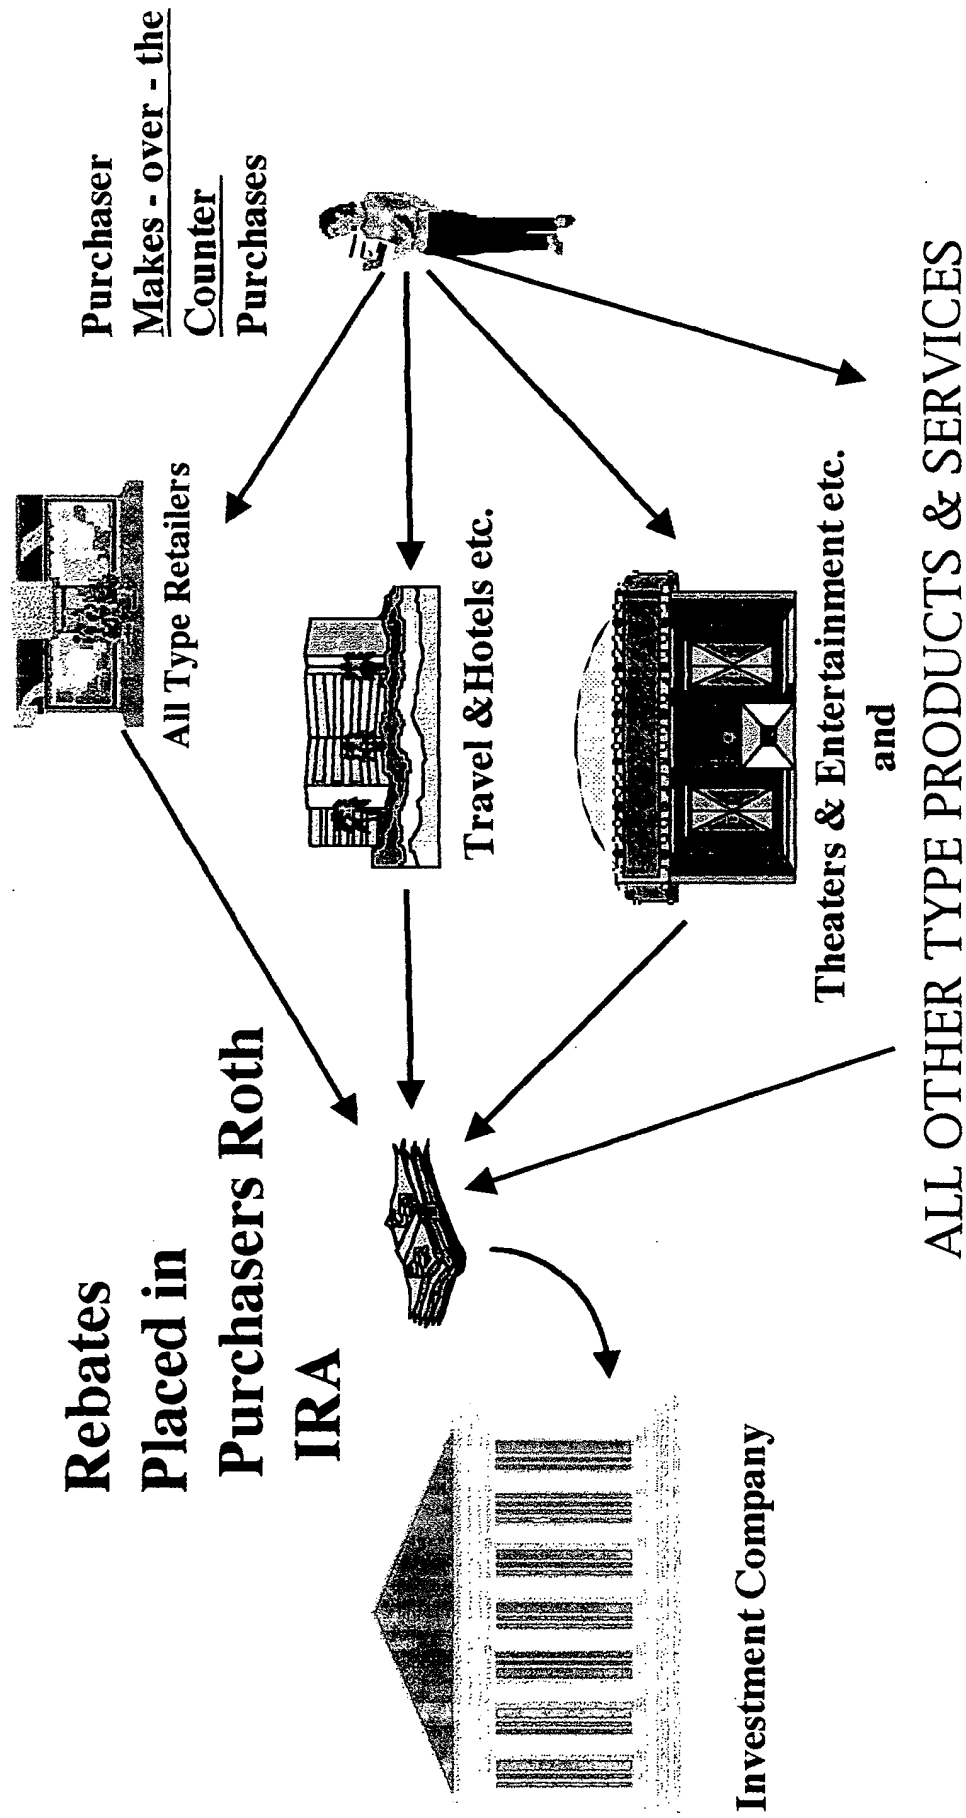 Rebates
Placed in
Purchasers Roth
IRA
Purchaser
Makes - over - the
Counter
Purchases
All Type Retailers
Travel &Hotels etc.
Theaters & Entertainment etc.
and
ALL OTHER TYPE PRODUCTS & SERVICES
Investment Company